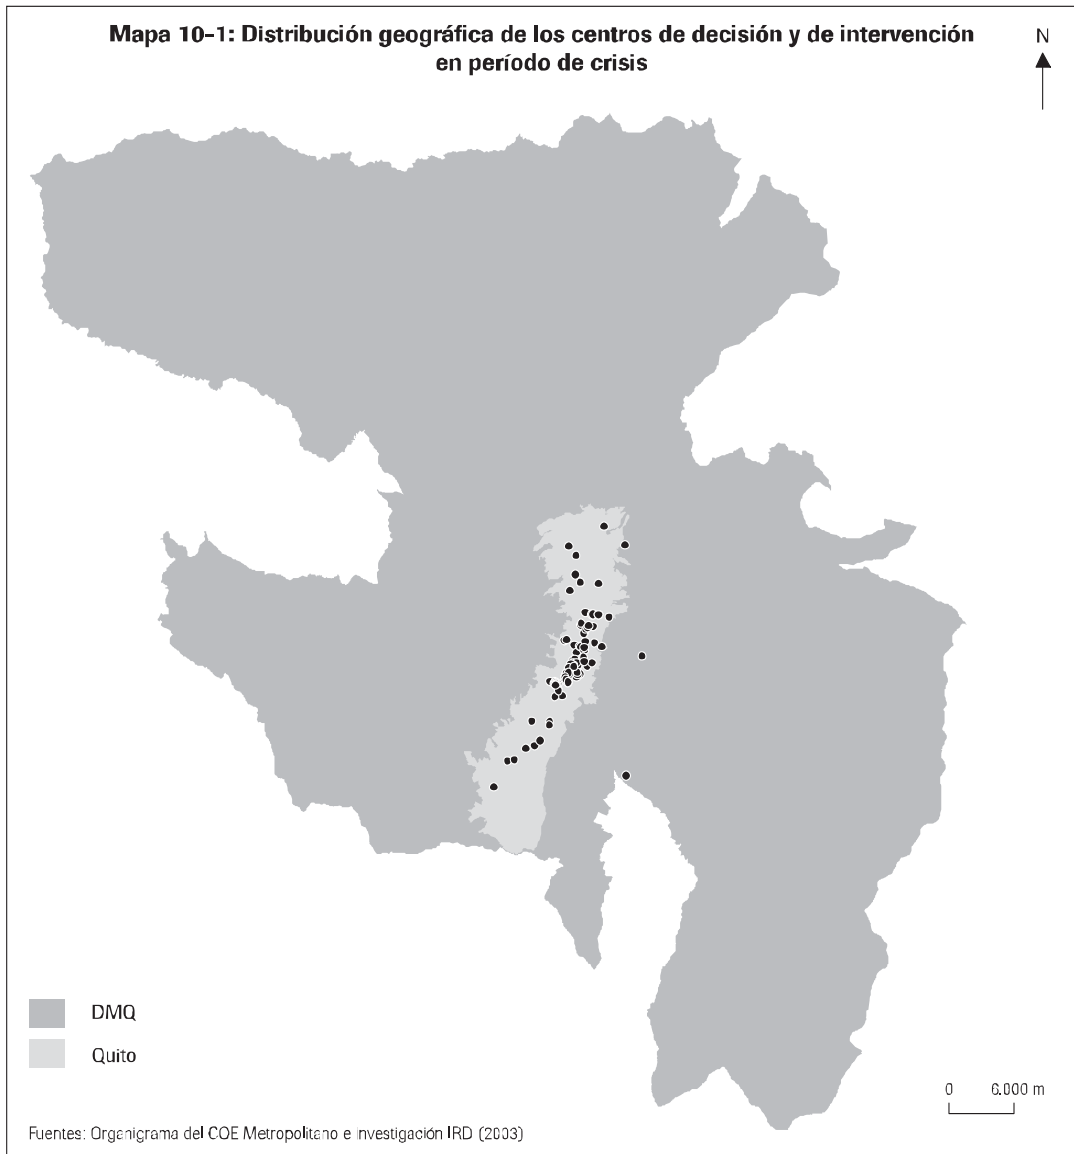 Mapa 10-1: Distribución geográfica de los centros de decisión y de intervención
en período de crisis
N
DMQ
Quito
0 6.000 m
Fuentes: Organigrama del COE Metropolitano e investigación IRD (2003)